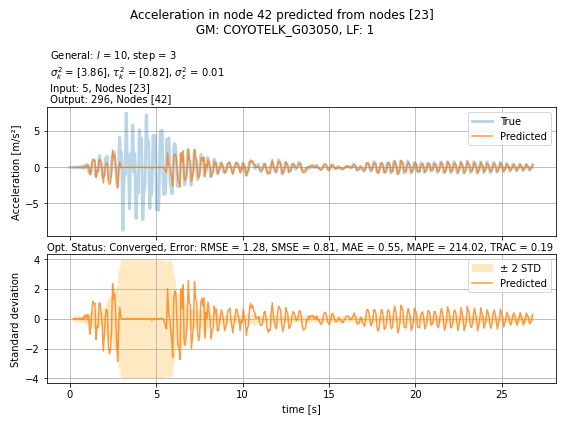 Acceleration in node 42 predicted from nodes [23]
GM: COYOTELK_G03050, LF: 1
General: l = 10, step = 3
σ²ₖ = [3.86], τ²ₖ = [0.82], σ²ε = 0.01
Input: 5, Nodes [23]
Output: 296, Nodes [42]
True
Predicted
Acceleration [m/s²]
5
0
−5
Opt. Status: Converged, Error: RMSE = 1.28, SMSE = 0.81, MAE = 0.55, MAPE = 214.02, TRAC = 0.19
± 2 STD
Predicted
Standard deviation
4
2
0
−2
−4
0 5 10 15 20 25
time [s]